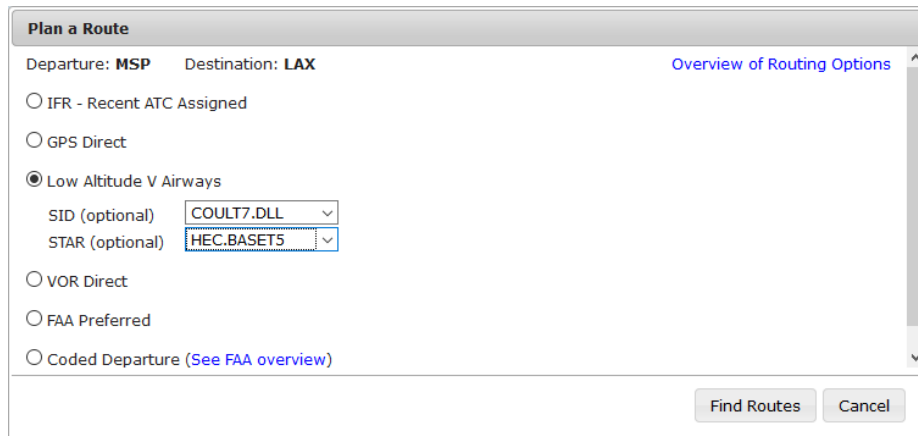 Plan a Route
Departure: MSP Destination: LAX Overview of Routing Options
IFR - Recent ATC Assigned
GPS Direct
Low Altitude V Airways
SID (optional) COULT7.DLL
STAR (optional) HEC.BASET5
VOR Direct
FAA Preferred
Coded Departure (See FAA overview)
Find Routes Cancel